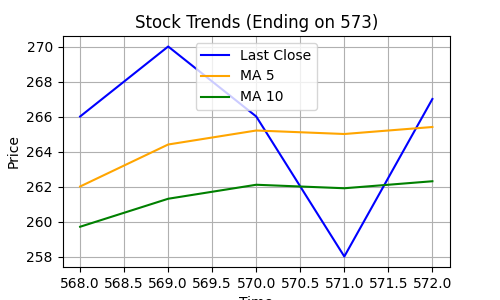 Stock Trends (Ending on 573)
Last Close
MA 5
MA 10
Price
270
268
266
264
262
260
258
568.0 568.5 569.0 569.5 570.0 570.5 571.0 571.5 572.0
Time